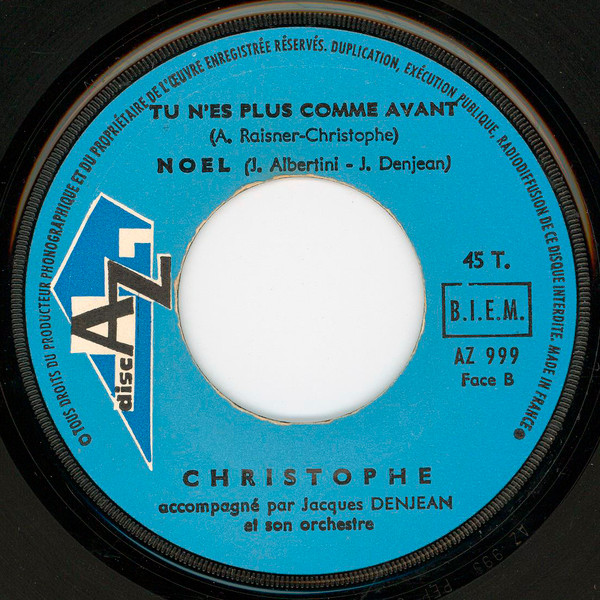 TOUS DROITS DU PRODUCTEUR PHONOGRAPHIQUE ET DU PROPRIÉTAIRE DE L'ŒUVRE ENREGISTRÉE RÉSERVÉS. DUPLICATION, EXÉCUTION PUBLIQUE, RADIODIFFUSION DE CE DISQUE INTERDITE. MADE IN FRANCE
TU N'ES PLUS COMME AVANT
(A. Raisner-Christophe)
NOEL (J. Albertini - J. Denjean)
disc AZ
45 T.
B.I.E.M.
AZ 999
Face B
CHRISTOPHE
accompagné par Jacques DENJEAN
et son orchestre